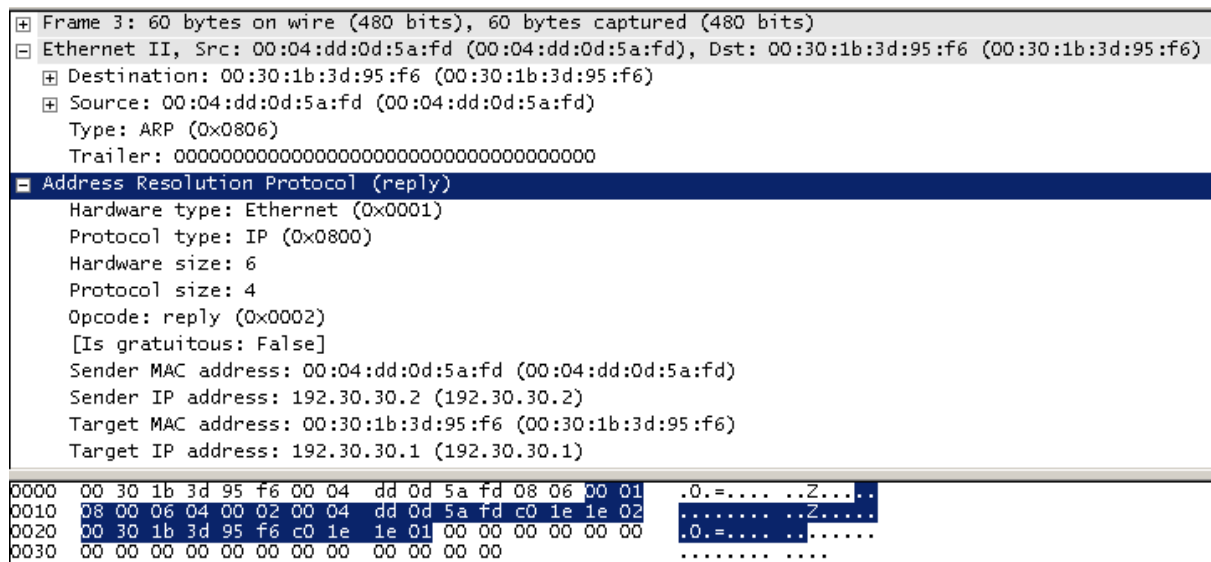 Frame 3: 60 bytes on wire (480 bits), 60 bytes captured (480 bits)
Ethernet II, Src: 00:04:dd:0d:5a:fd (00:04:dd:0d:5a:fd), Dst: 00:30:1b:3d:95:f6 (00:30:1b:3d:95:f6)
Destination: 00:30:1b:3d:95:f6 (00:30:1b:3d:95:f6)
Source: 00:04:dd:0d:5a:fd (00:04:dd:0d:5a:fd)
Type: ARP (0x0806)
Trailer: 000000000000000000000000000000000000
Address Resolution Protocol (reply)
Hardware type: Ethernet (0x0001)
Protocol type: IP (0x0800)
Hardware size: 6
Protocol size: 4
Opcode: reply (0x0002)
[Is gratuitous: False]
Sender MAC address: 00:04:dd:0d:5a:fd (00:04:dd:0d:5a:fd)
Sender IP address: 192.30.30.2 (192.30.30.2)
Target MAC address: 00:30:1b:3d:95:f6 (00:30:1b:3d:95:f6)
Target IP address: 192.30.30.1 (192.30.30.1)
0000 00 30 1b 3d 95 f6 00 04 dd 0d 5a fd 08 06 00 01 .0.=.... ..Z.....
0010 08 00 06 04 00 02 00 04 dd 0d 5a fd c0 1e 1e 02 ........ ..Z.....
0020 00 30 1b 3d 95 f6 c0 1e 1e 01 00 00 00 00 00 00 .0.=.... ........
0030 00 00 00 00 00 00 00 00 00 00 00 00 ........ ....